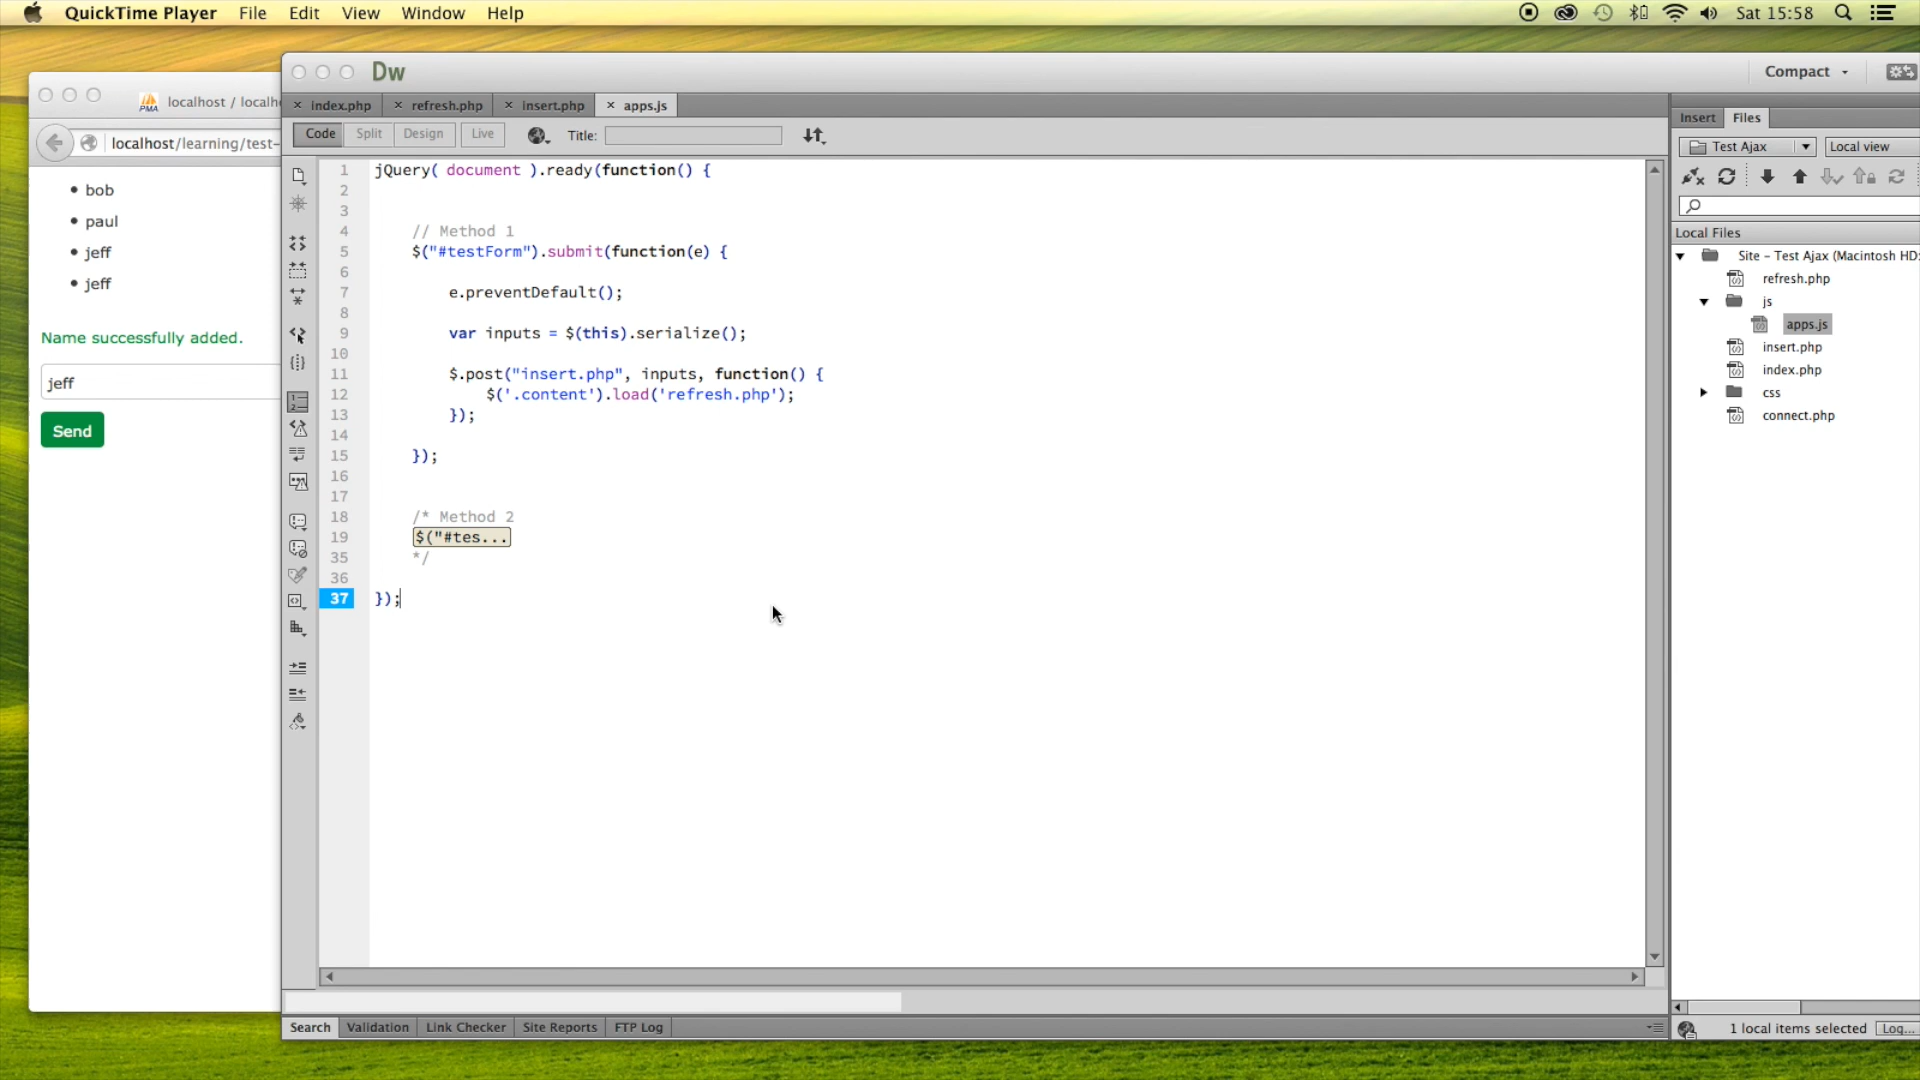 QuickTime Player File Edit View Window Help
Sat 15:58
Dw
Compact
PMA localhost / localh
index.php refresh.php insert.php apps.js
Insert Files
Code Split Design Live Title:
localhost/learning/test-
Test Ajax Local view
bob
paul
jeff
jeff
Name successfully added.
jeff
Send
1 jQuery( document ).ready(function() {
2
3
4 // Method 1
5 $("#testForm").submit(function(e) {
6
7 e.preventDefault();
8
9 var inputs = $(this).serialize();
10
11 $.post("insert.php", inputs, function() {
12 $('.content').load('refresh.php');
13 });
14
15 });
16
17
18 /* Method 2
19 $("#tes...
35 */
36
37 });
Local Files
Site - Test Ajax (Macintosh HD:
refresh.php
js
apps.js
insert.php
index.php
css
connect.php
Search Validation Link Checker Site Reports FTP Log
1 local items selected Log...